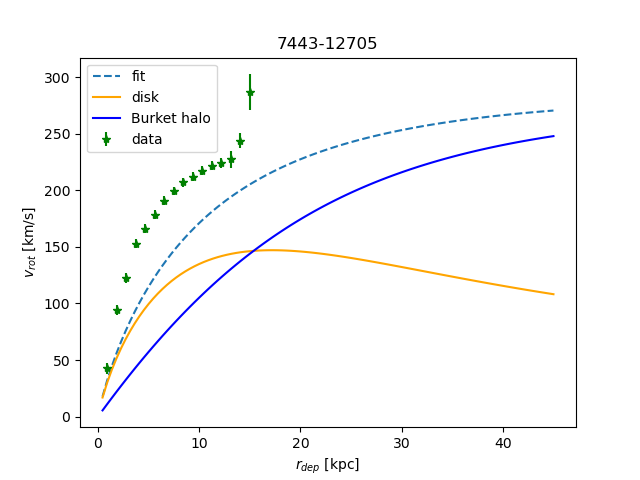 7443-12705
300
250
200
150
100
50
0
v_rot [km/s]
fit
disk
Burket halo
data
0 10 20 30 40
r_dep [kpc]